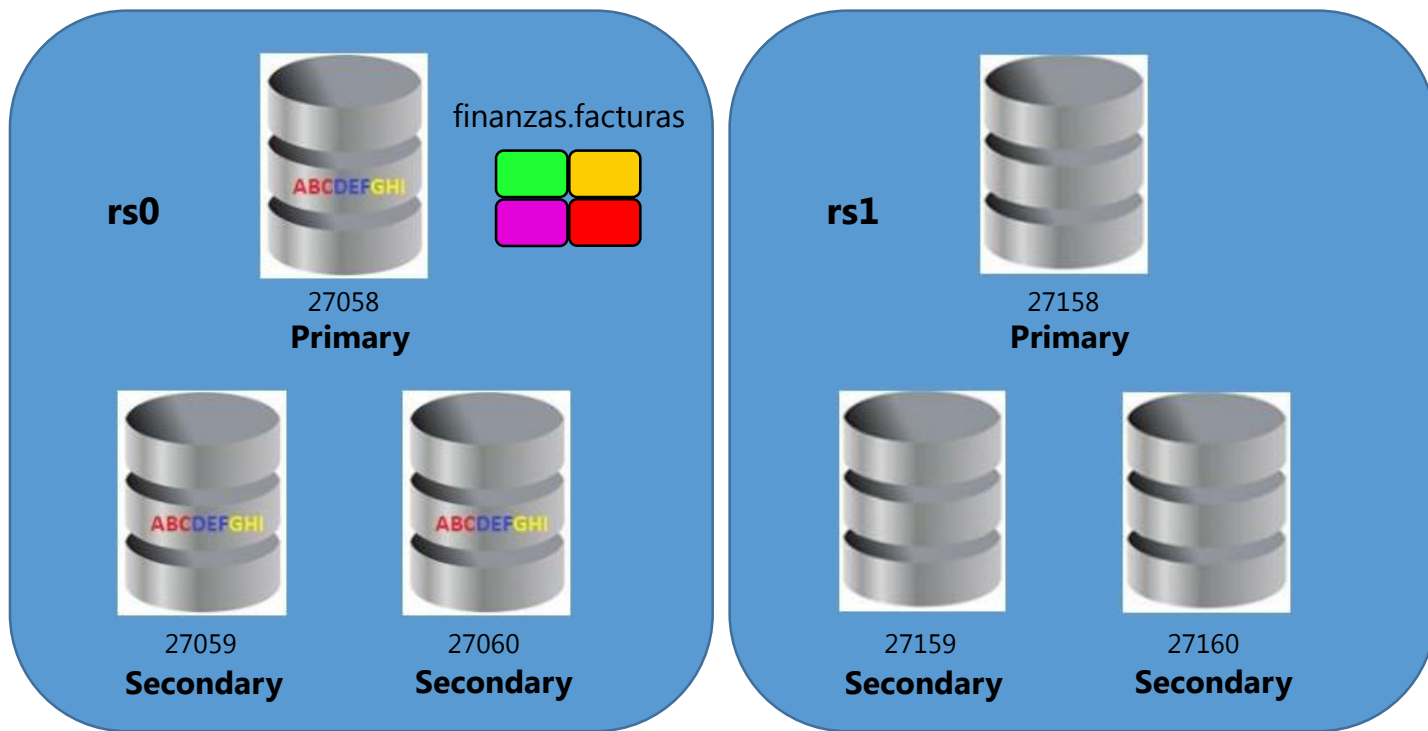 finanzas.facturas
ABCDEFGHI
rs0
27058
Primary
ABCDEFGHI
27059
Secondary
ABCDEFGHI
27060
Secondary
rs1
27158
Primary
27159
Secondary
27160
Secondary